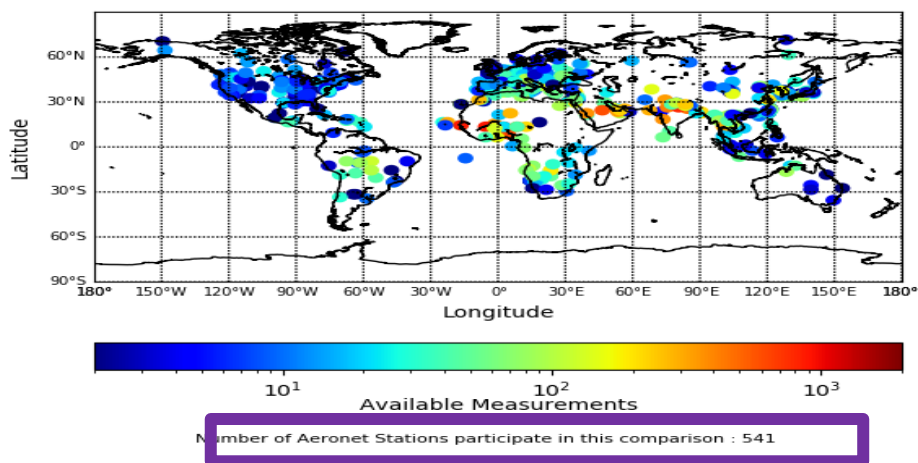 60°N
30°N
0°
30°S
60°S
90°S
Latitude
180° 150°W 120°W 90°W 60°W 30°W 0° 30°E 60°E 90°E 120°E 150°E 180°
Longitude
10¹ 10² 10³
Available Measurements
Number of Aeronet Stations participate in this comparison : 541